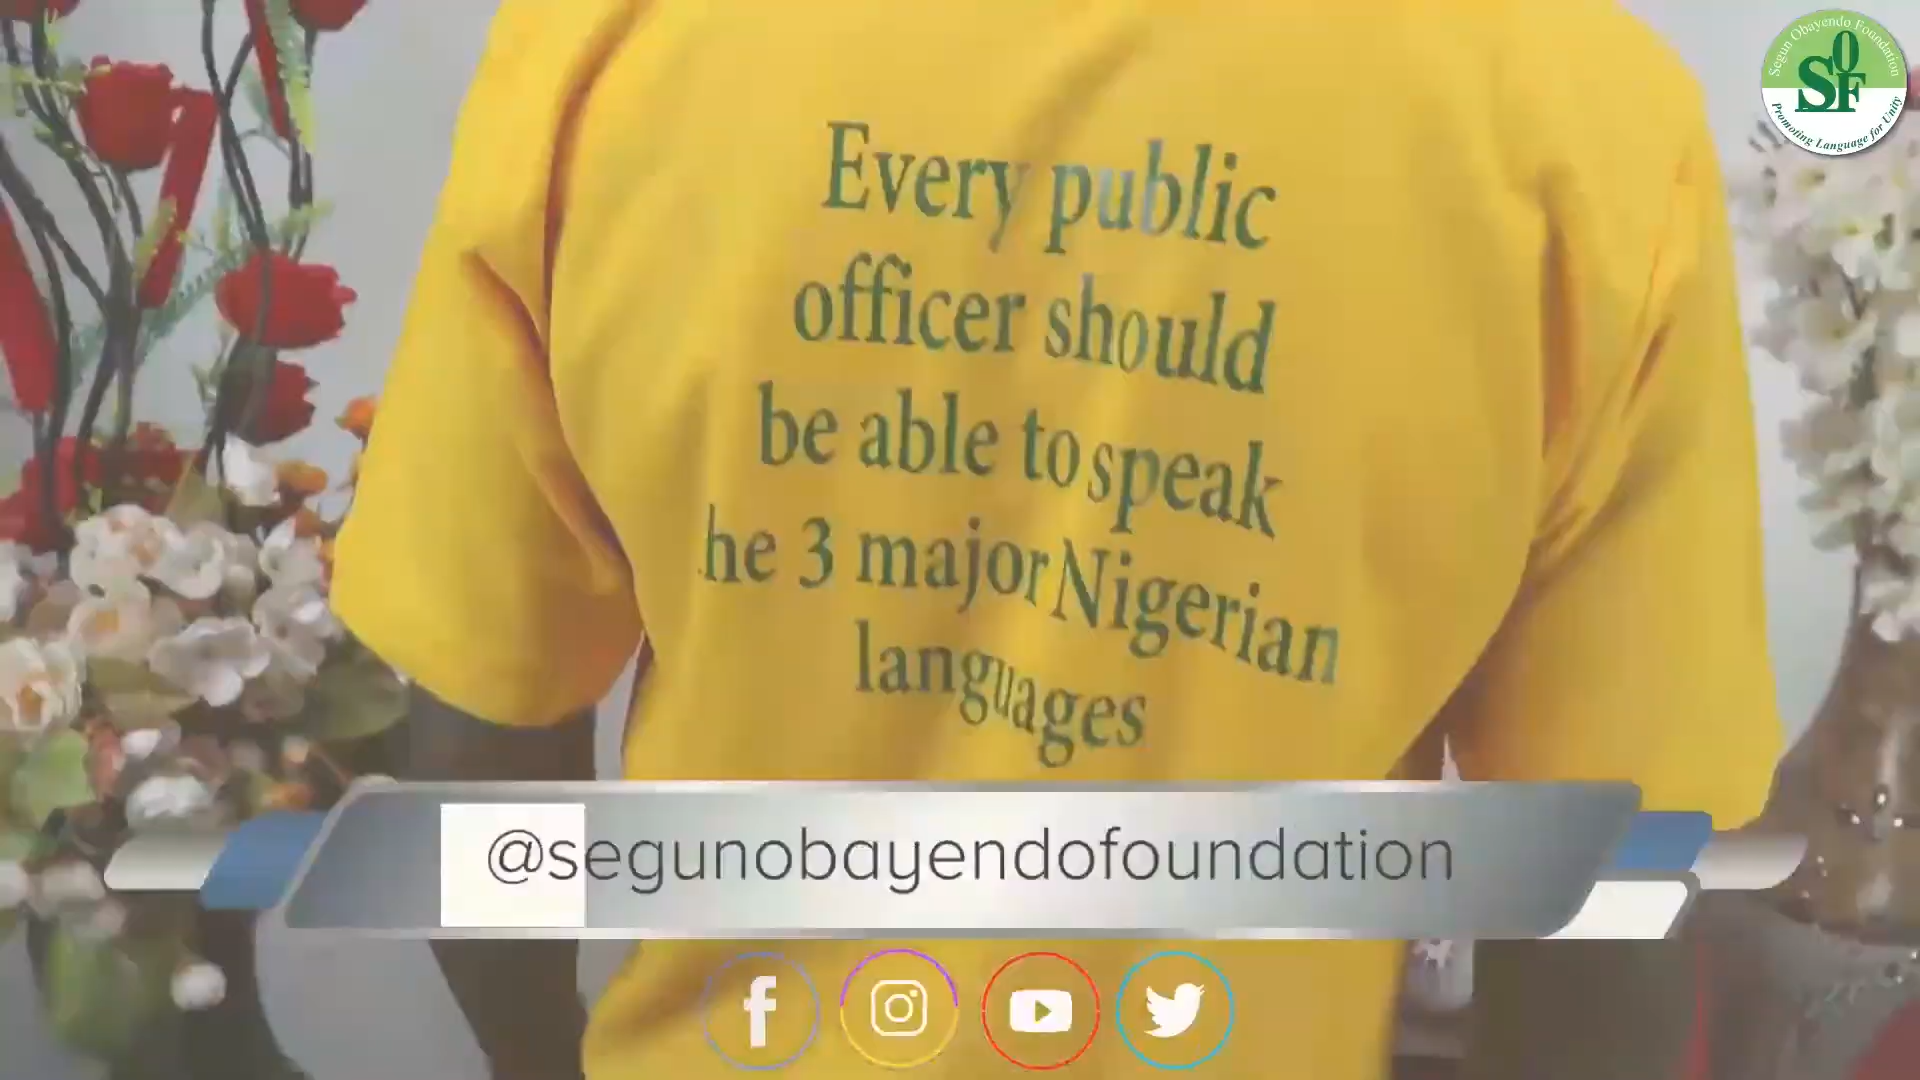 Segun Obayendo Foundation
SOF
Promoting Language for Unity
Every public
officer should
be able to speak
he 3 major Nigerian
languages
@segunobayendofoundation